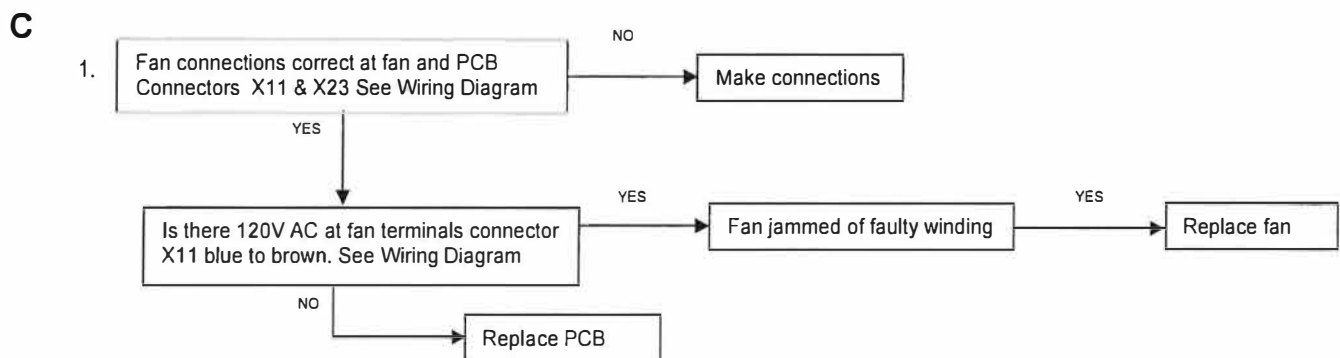 C
1.
Fan connections correct at fan and PCB
Connectors X11 & X23 See Wiring Diagram
NO
Make connections
YES
Is there 120V AC at fan terminals connector
X11 blue to brown. See Wiring Diagram
YES
Fan jammed of faulty winding
YES
Replace fan
NO
Replace PCB